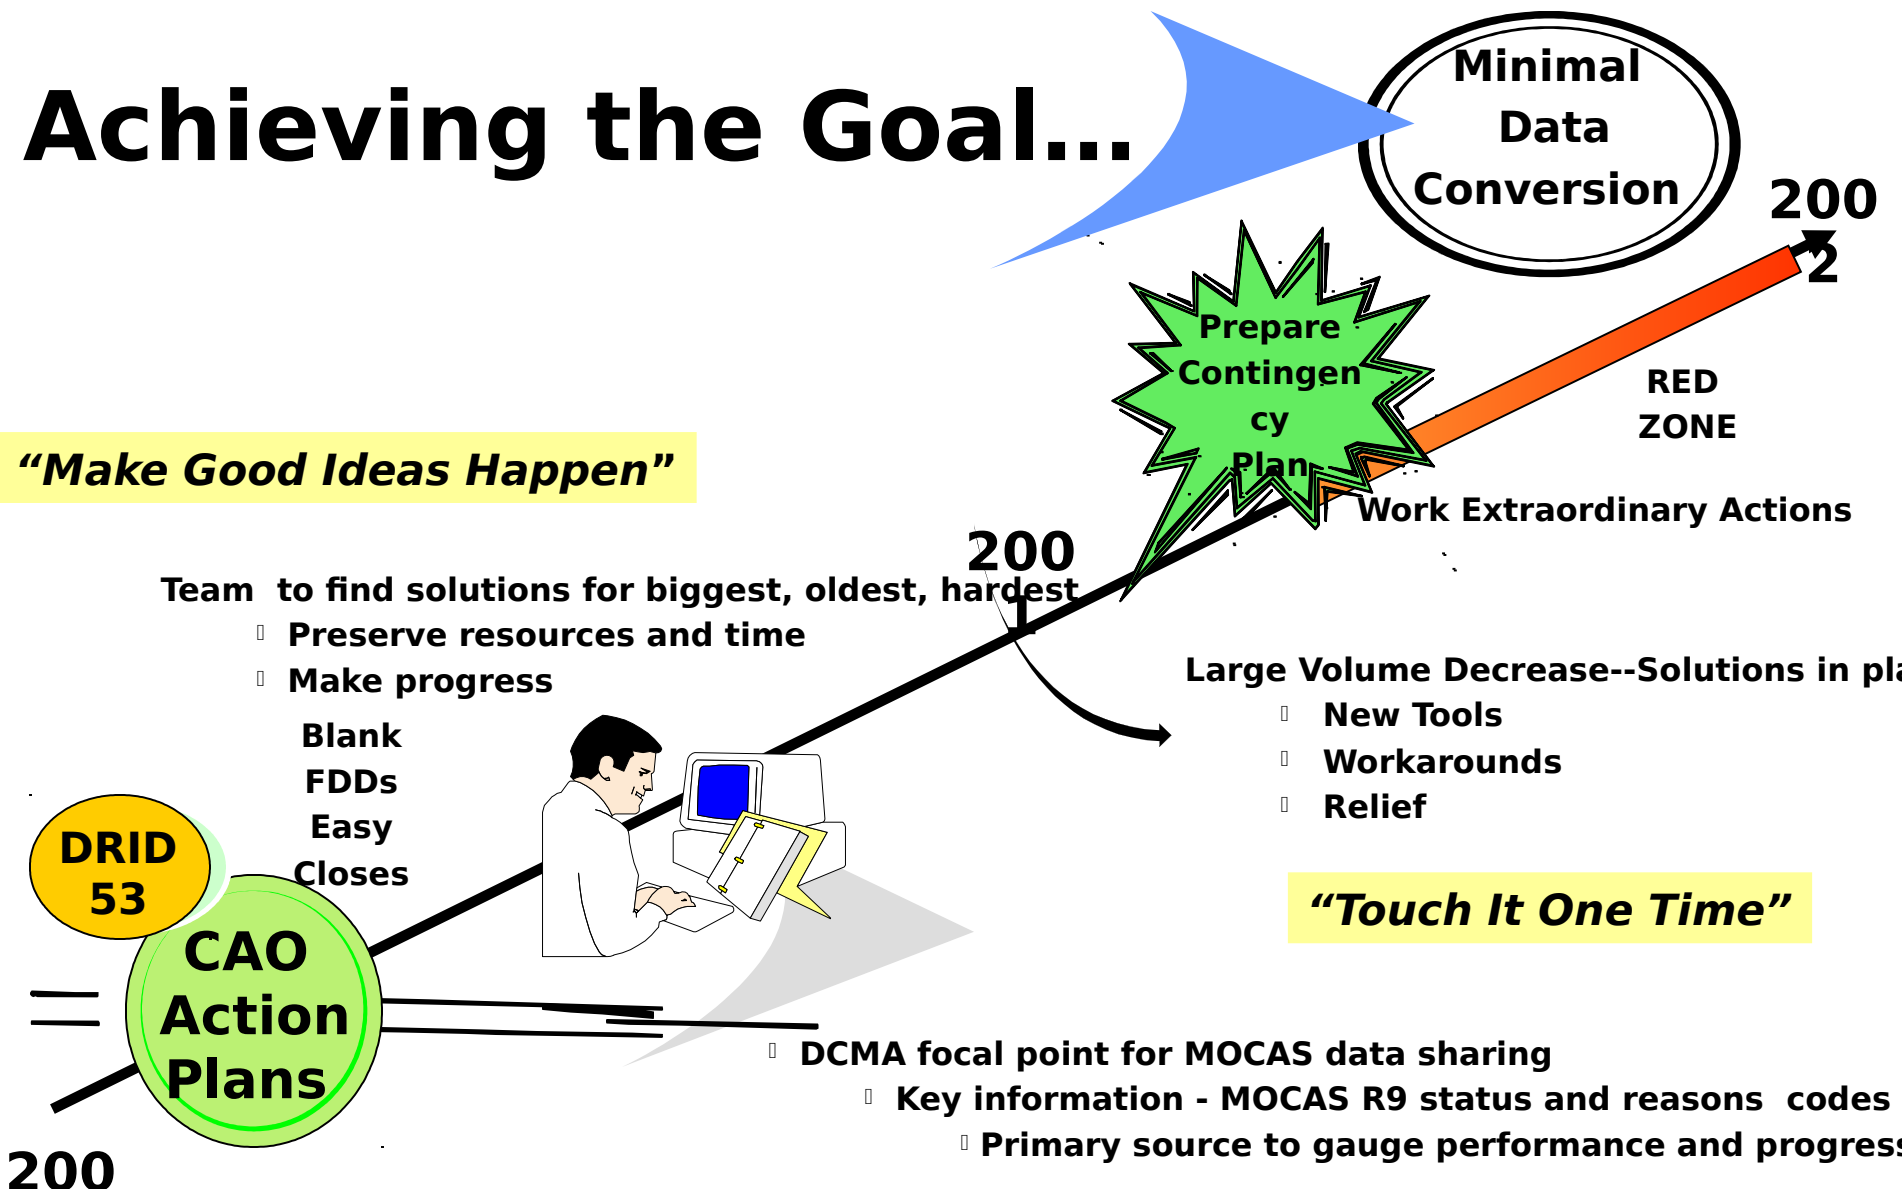 Achieving the Goal…
Minimal
Data
Conversion
200
2
Prepare
Contingen
cy
Plan
RED
ZONE
“Make Good Ideas Happen”
Work Extraordinary Actions
200
1
Team to find solutions for biggest, oldest, hardest
Preserve resources and time
Make progress
Large Volume Decrease--Solutions in pla
New Tools
Workarounds
Relief
Blank
FDDs
Easy
Closes
DRID
53
“Touch It One Time”
CAO
Action
Plans
DCMA focal point for MOCAS data sharing
Key information - MOCAS R9 status and reasons codes
Primary source to gauge performance and progress
200